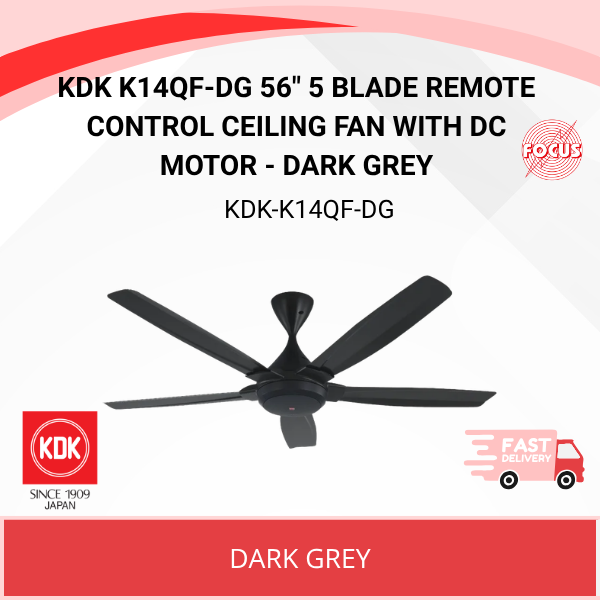 KDK K14QF-DG 56" 5 BLADE REMOTE
CONTROL CEILING FAN WITH DC
MOTOR - DARK GREY
FOCUS
KDK-K14QF-DG
KDK
SINCE 1909
JAPAN
FAST
DELIVERY
DARK GREY